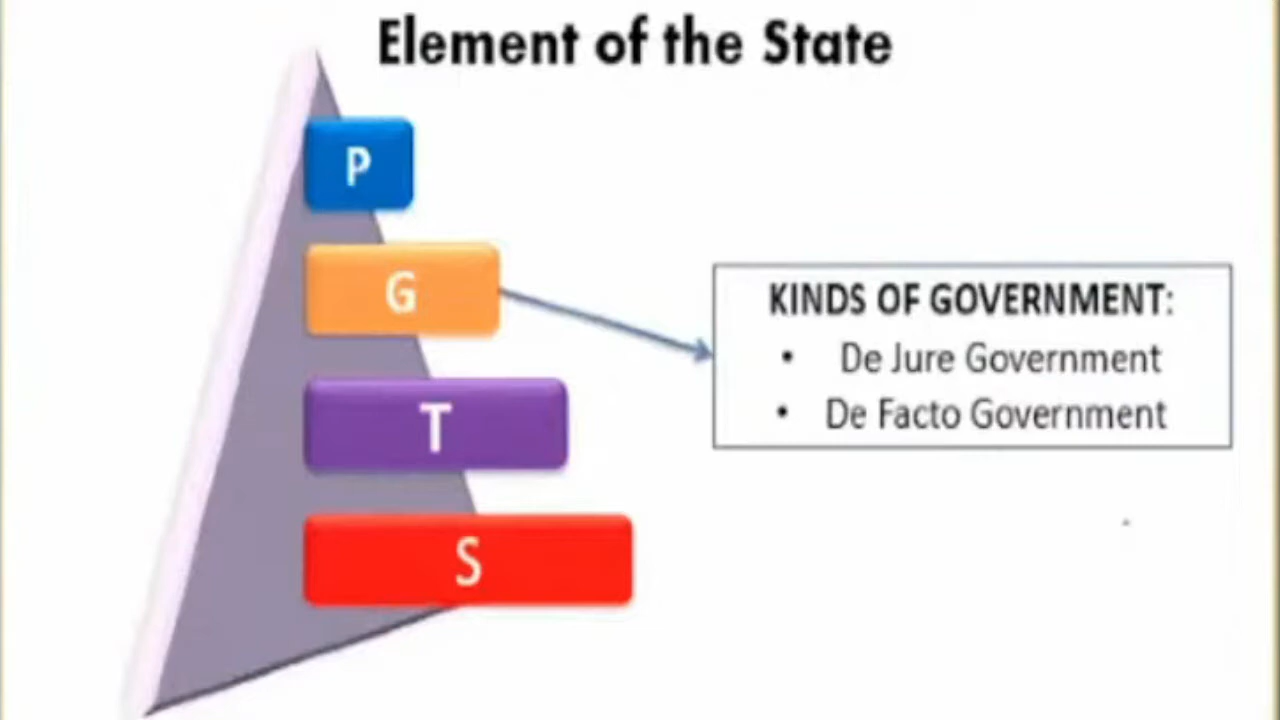 Element of the State
P
G
T
S
KINDS OF GOVERNMENT:
• De Jure Government
• De Facto Government